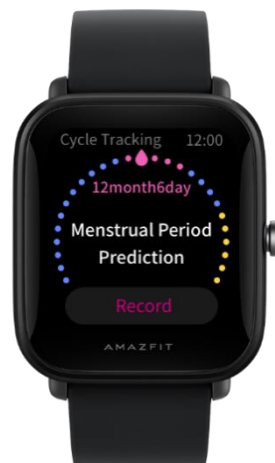 Cycle Tracking 12:00
12month6day
Menstrual Period
Prediction
Record
AMAZFIT